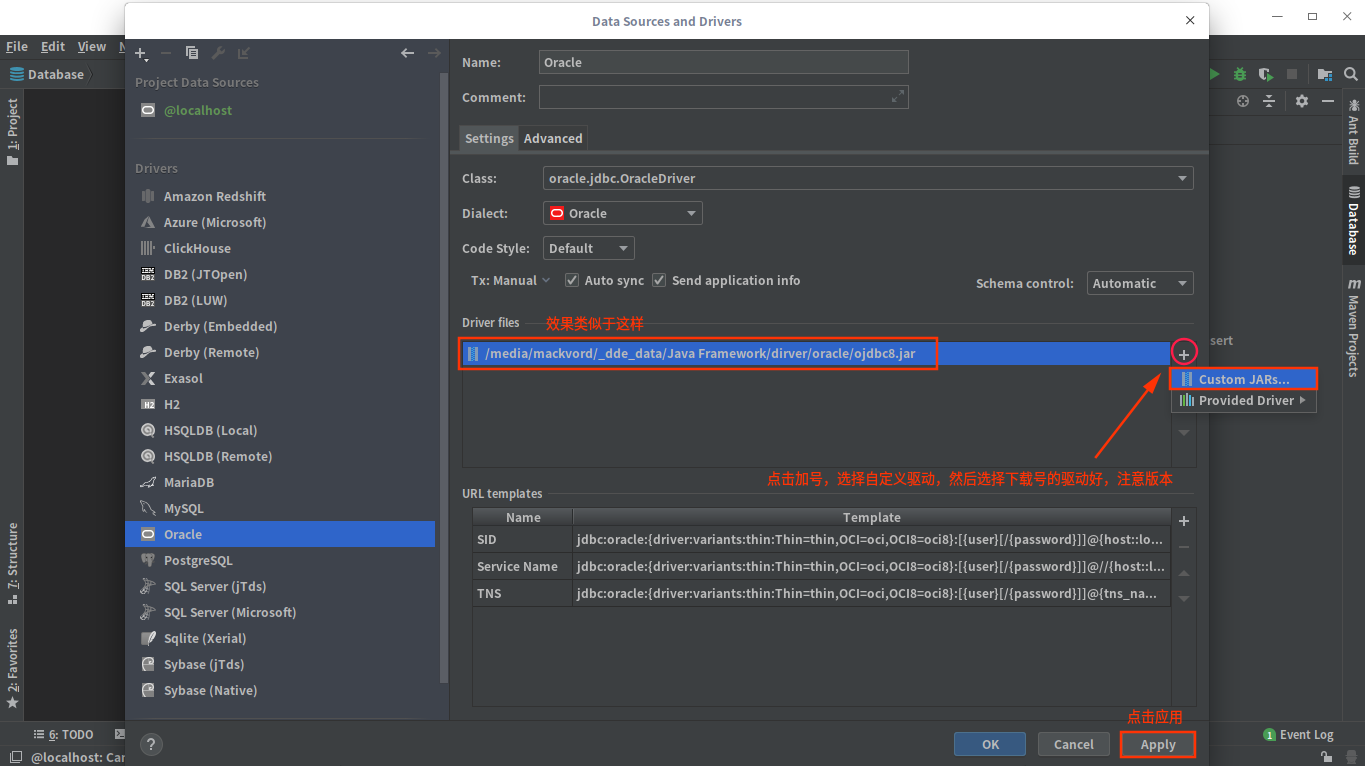 Data Sources and Drivers
File Edit View N
Database
1: Project
7: Structure
2: Favorites
Project Data Sources
@localhost
Drivers
Amazon Redshift
Azure (Microsoft)
ClickHouse
DB2 (JTOpen)
DB2 (LUW)
Derby (Embedded)
Derby (Remote)
Exasol
H2
HSQLDB (Local)
HSQLDB (Remote)
MariaDB
MySQL
Oracle
PostgreSQL
SQL Server (jTds)
SQL Server (Microsoft)
Sqlite (Xerial)
Sybase (jTds)
Sybase (Native)
Name: Oracle
Comment:
Settings Advanced
Class: oracle.jdbc.OracleDriver
Dialect: Oracle
Code Style: Default
Tx: Manual Auto sync Send application info Schema control: Automatic
Driver files 效果类似于这样
/media/mackvord/_dde_data/Java Framework/dirver/oracle/ojdbc8.jar
sert
Custom JARs...
Provided Driver
点击加号，选择自定义驱动，然后选择下载号的驱动好，注意版本
URL templates
Name Template
SID jdbc:oracle:{driver:variants:thin:Thin=thin,OCI=oci,OCI8=oci8}:[{user}[/{password}]]@{host::lo...
Service Name jdbc:oracle:{driver:variants:thin:Thin=thin,OCI=oci,OCI8=oci8}:[{user}[/{password}]]@//{host::l...
TNS jdbc:oracle:{driver:variants:thin:Thin=thin,OCI=oci,OCI8=oci8}:[{user}[/{password}]]@{tns_na...
点击应用
? OK Cancel Apply
Ant Build
Database
m Maven Projects
6: TODO
1 Event Log
@localhost: Car